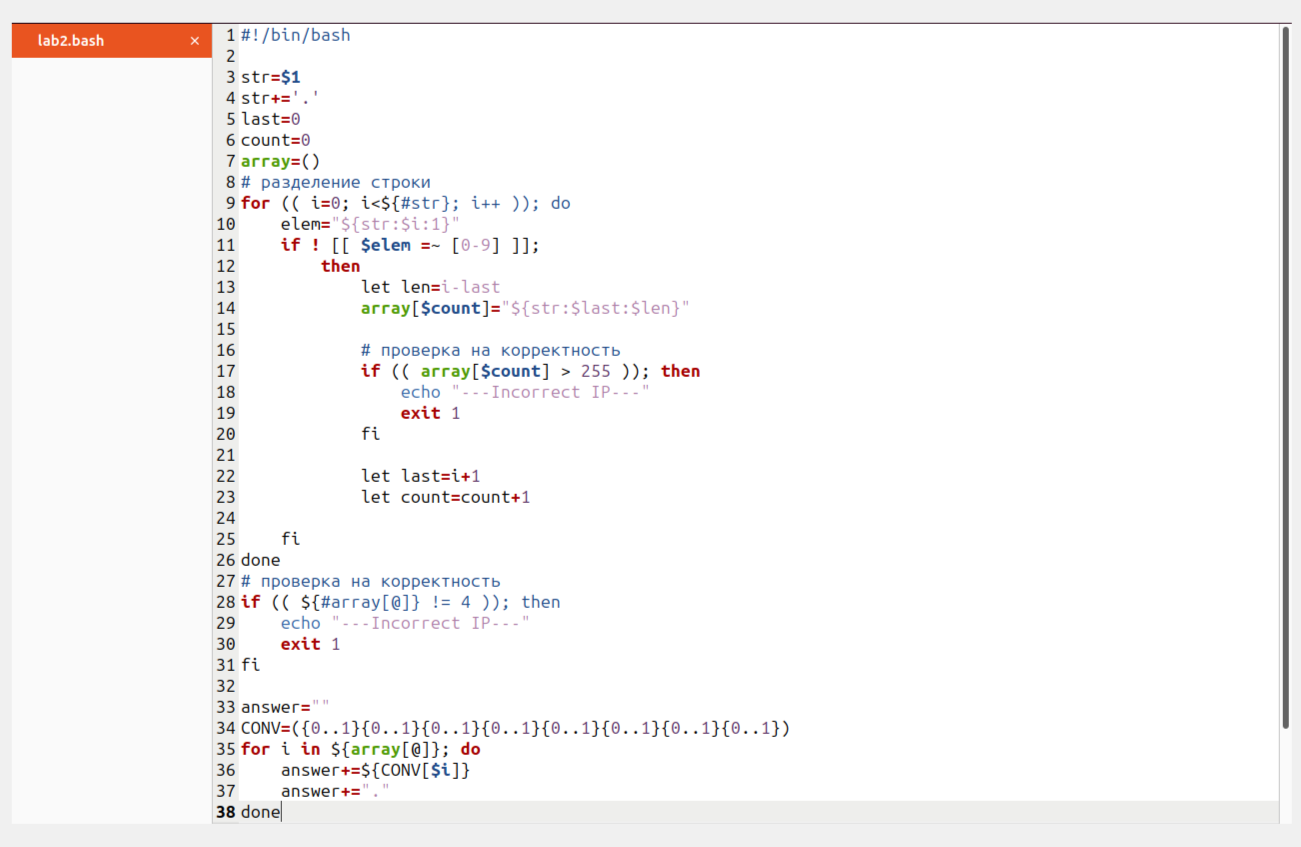 lab2.bash ×
1 #!/bin/bash
2
3 str=$1
4 str+='.'
5 last=0
6 count=0
7 array=()
8 # разделение строки
9 for (( i=0; i<${#str}; i++ )); do
10     elem="${str:$i:1}"
11     if ! [[ $elem =~ [0-9] ]];
12         then
13             let len=i-last
14             array[$count]="${str:$last:$len}"
15
16             # проверка на корректность
17             if (( array[$count] > 255 )); then
18                 echo "---Incorrect IP---"
19                 exit 1
20             fi
21
22             let last=i+1
23             let count=count+1
24
25     fi
26 done
27 # проверка на корректность
28 if (( ${#array[@]} != 4 )); then
29     echo "---Incorrect IP---"
30     exit 1
31 fi
32
33 answer=""
34 CONV=({0..1}{0..1}{0..1}{0..1}{0..1}{0..1}{0..1}{0..1})
35 for i in ${array[@]}; do
36     answer+=${CONV[$i]}
37     answer+="."
38 done